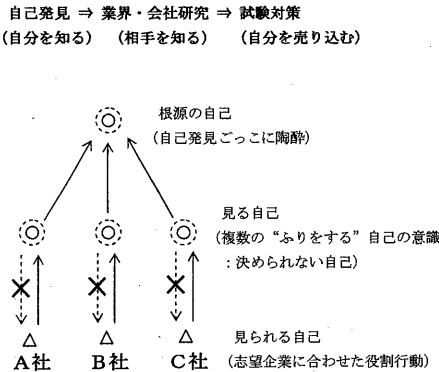 自己発見 ⇒ 業界・会社研究 ⇒ 試験対策
(自分を知る) (相手を知る) (自分を売り込む)
根源の自己
(自己発見ごっこに陶酔)
見る自己
(複数の“ふりをする”自己の意識
:決められない自己)
見られる自己
A社 B社 C社 (志望企業に合わせた役割行動)